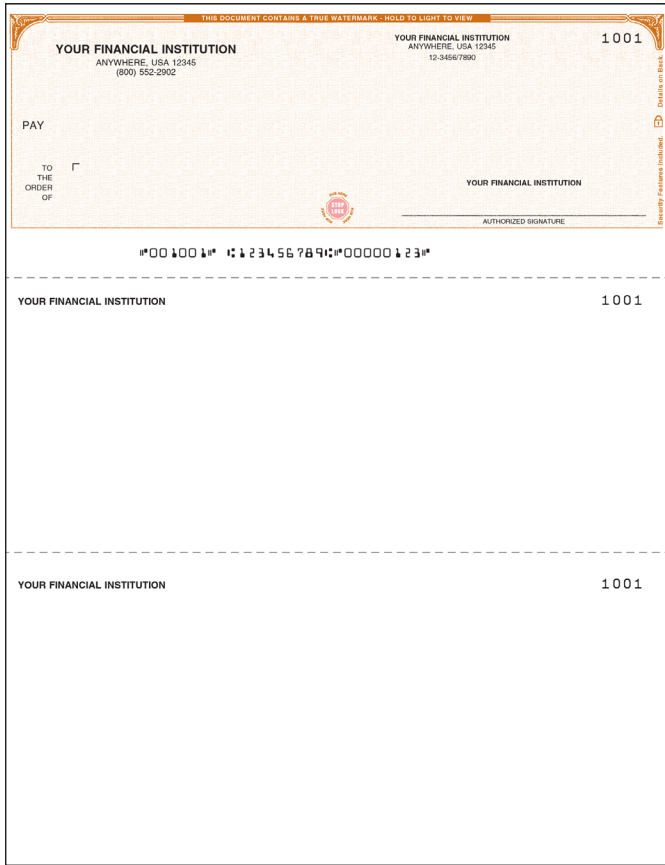 THIS DOCUMENT CONTAINS A TRUE WATERMARK - HOLD TO LIGHT TO VIEW
YOUR FINANCIAL INSTITUTION
ANYWHERE, USA 12345
(800) 552-2902
YOUR FINANCIAL INSTITUTION
ANYWHERE, USA 12345
12-3456/7890
1001
PAY
TO
THE
ORDER
OF
STOP
LOOK
YOUR FINANCIAL INSTITUTION
AUTHORIZED SIGNATURE
Security Features Included. Details on Back.
⑈001001⑈ ⑆123456789⑆⑈00000123⑈
YOUR FINANCIAL INSTITUTION
1001
YOUR FINANCIAL INSTITUTION
1001